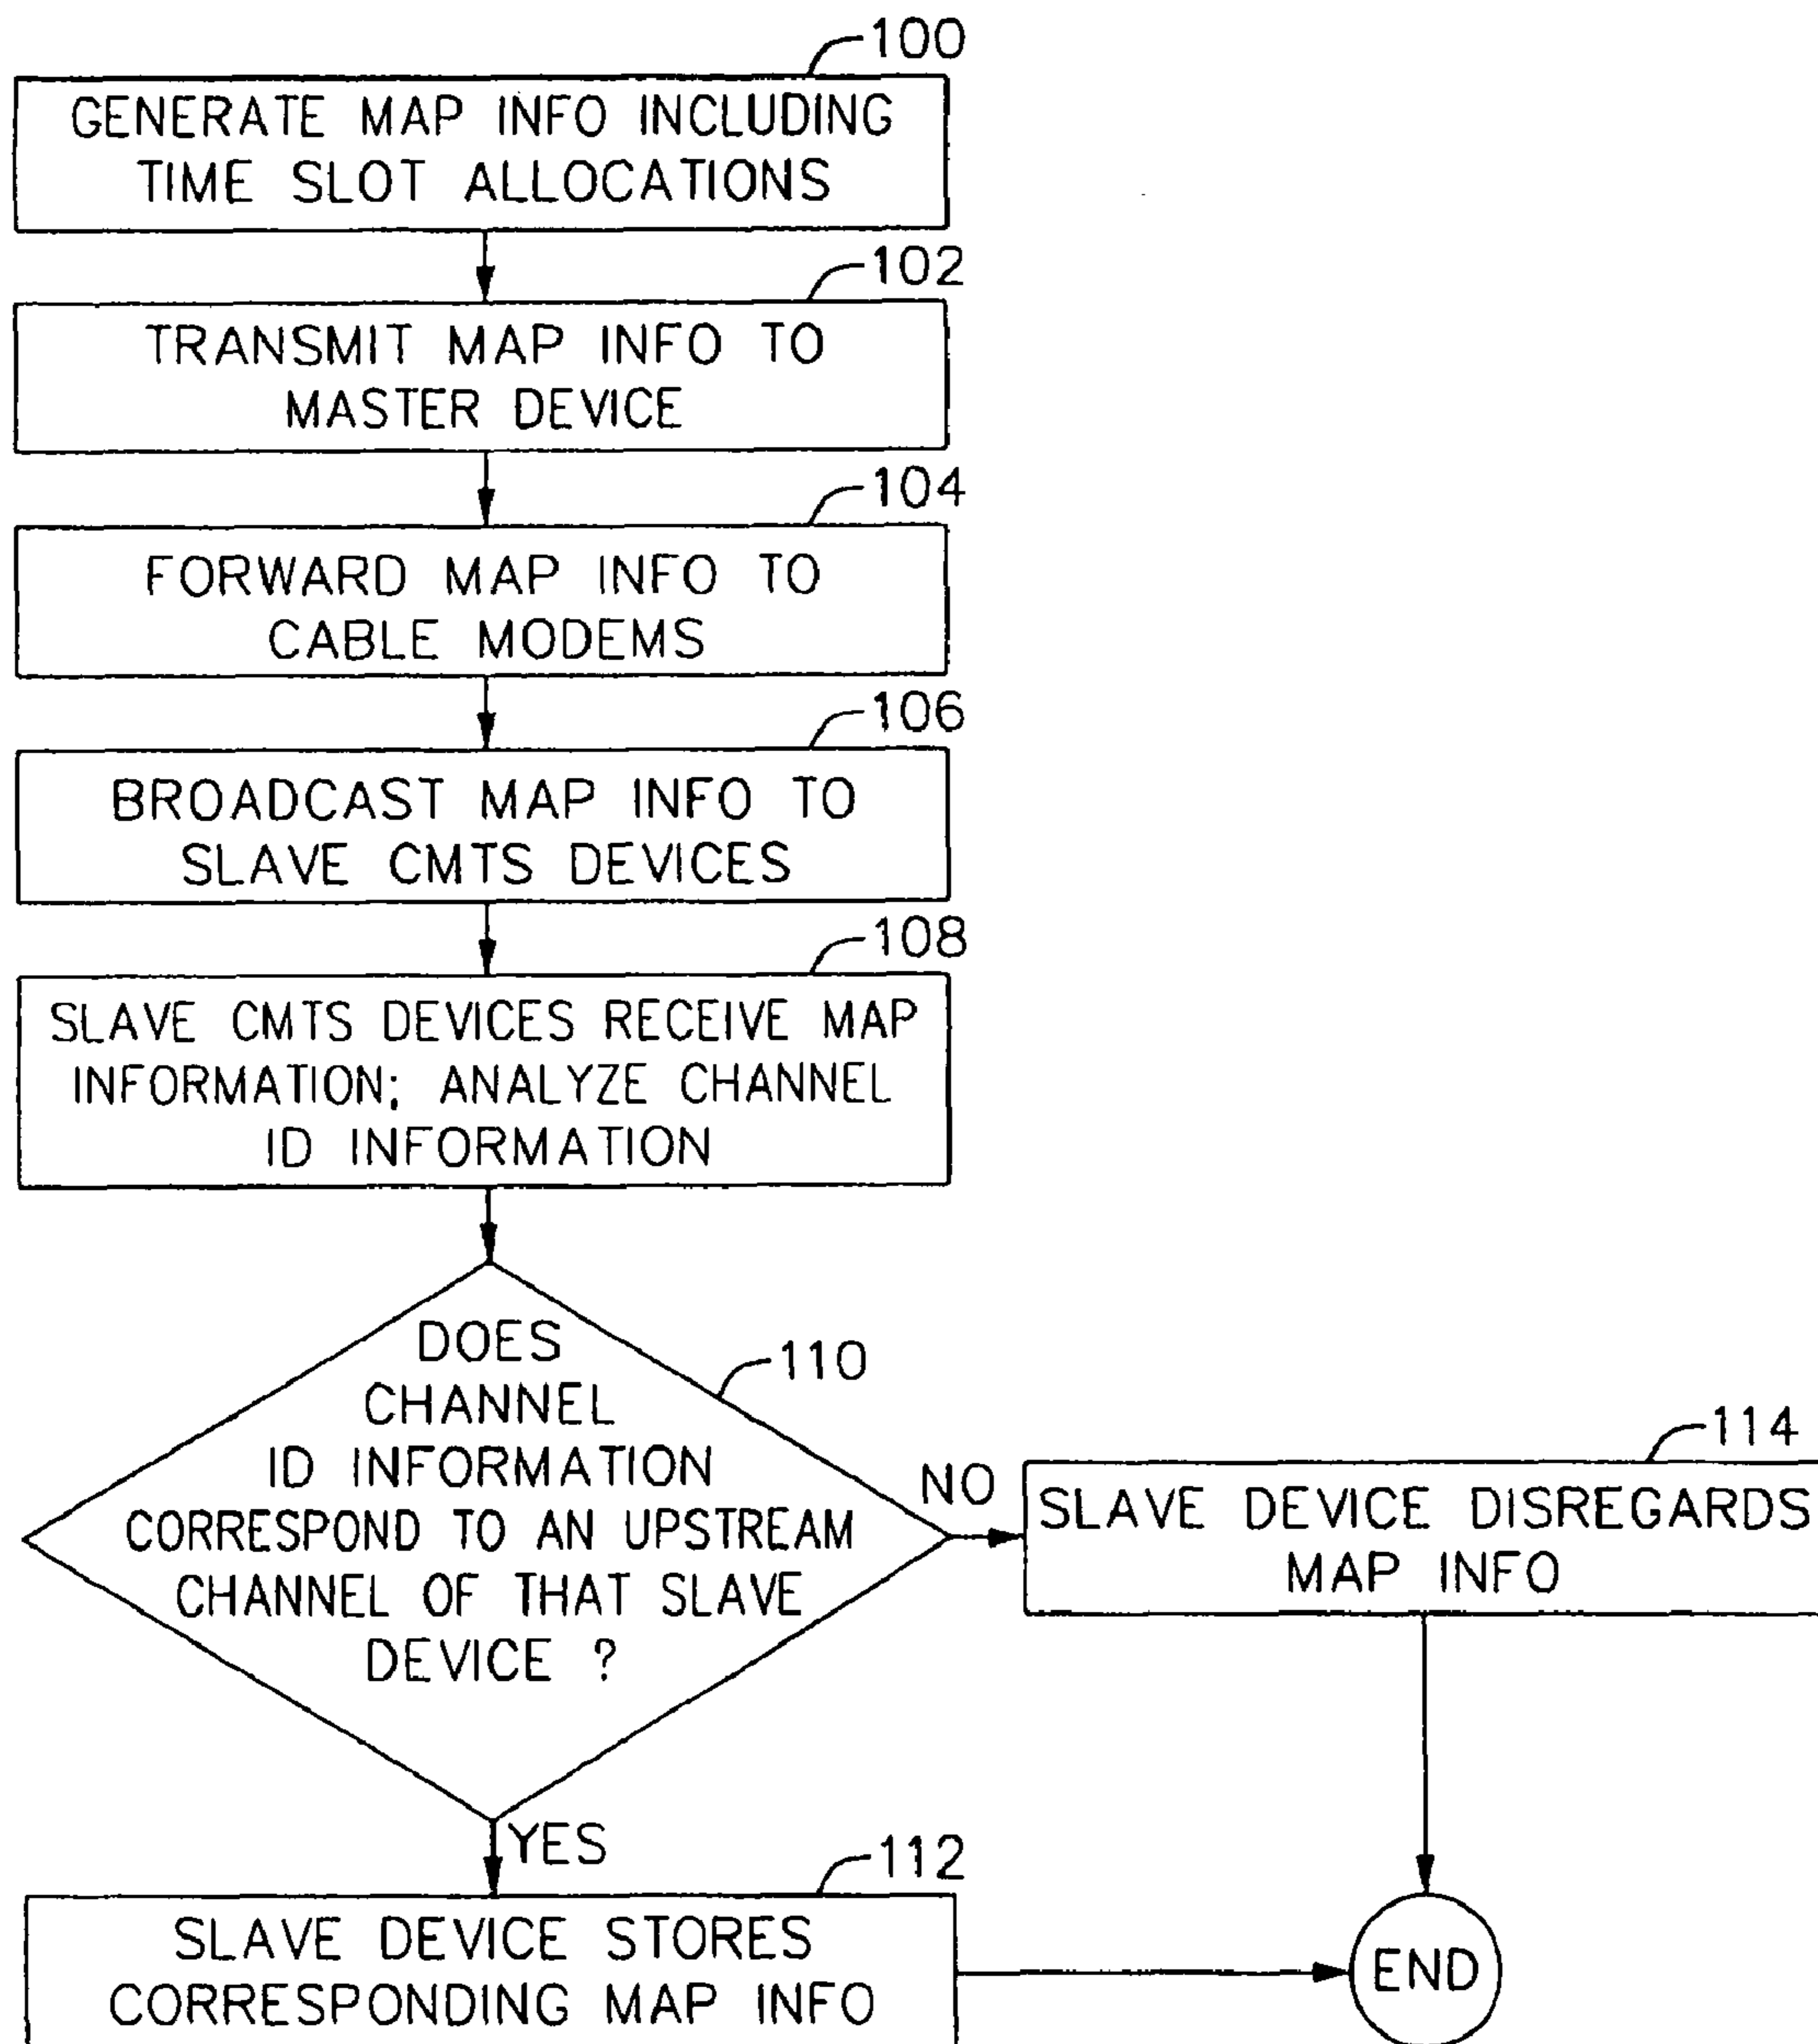 100
GENERATE MAP INFO INCLUDING
TIME SLOT ALLOCATIONS
102
TRANSMIT MAP INFO TO
MASTER DEVICE
104
FORWARD MAP INFO TO
CABLE MODEMS
106
BROADCAST MAP INFO TO
SLAVE CMTS DEVICES
108
SLAVE CMTS DEVICES RECEIVE MAP
INFORMATION; ANALYZE CHANNEL
ID INFORMATION
110
DOES
CHANNEL
ID INFORMATION
CORRESPOND TO AN UPSTREAM
CHANNEL OF THAT SLAVE
DEVICE ?
NO
114
SLAVE DEVICE DISREGARDS
MAP INFO
YES
112
SLAVE DEVICE STORES
CORRESPONDING MAP INFO
END